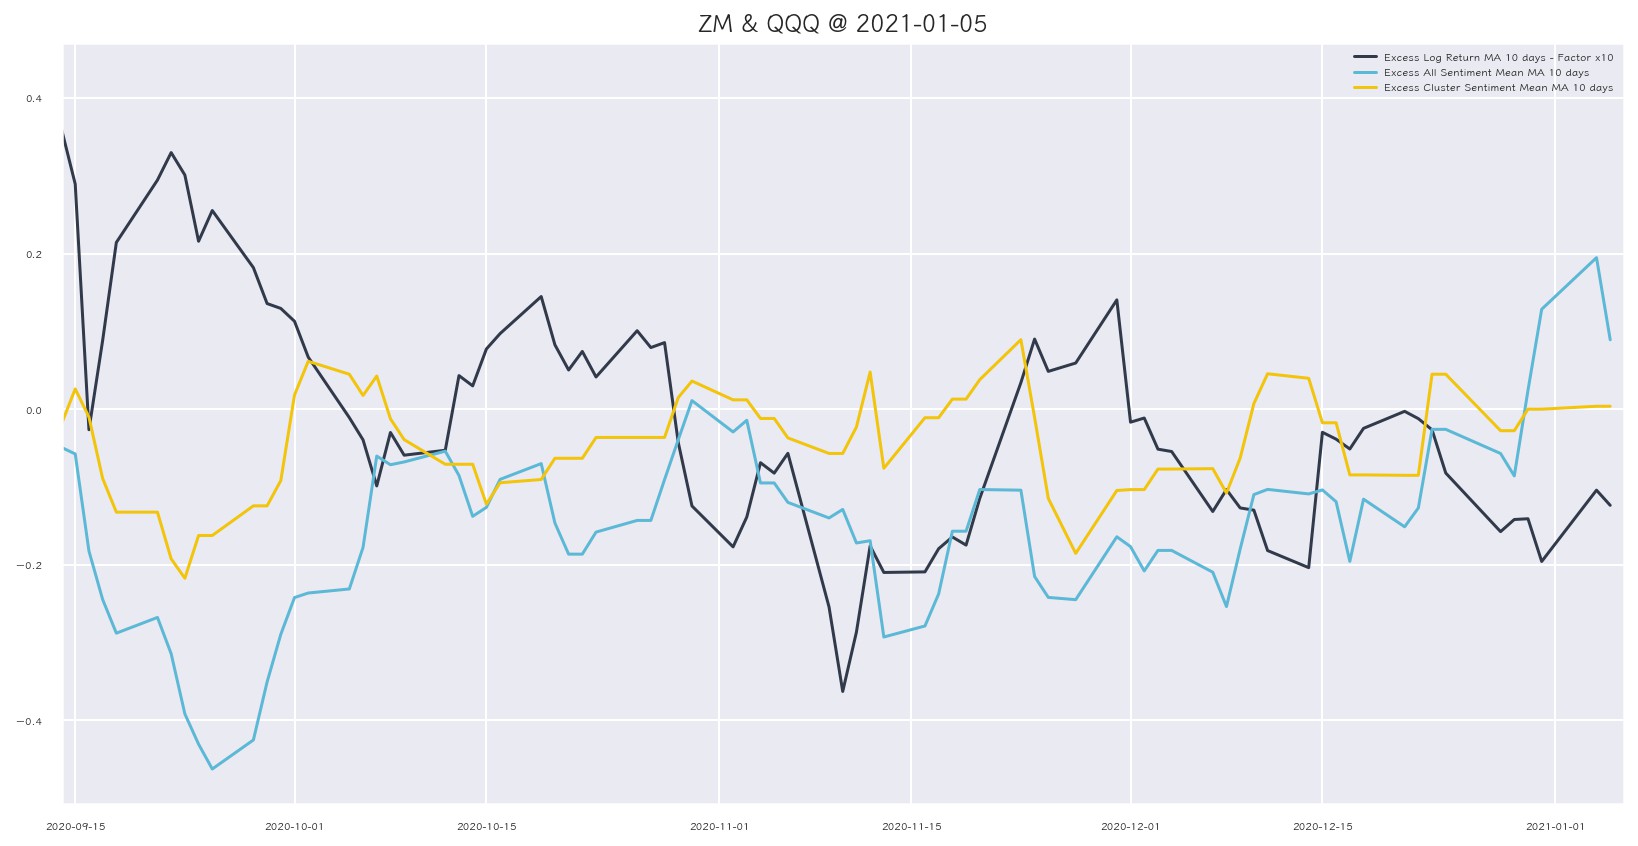 ZM & QQQ @ 2021-01-05
Excess Log Return MA 10 days - Factor x10
Excess All Sentiment Mean MA 10 days
Excess Cluster Sentiment Mean MA 10 days
0.4
0.2
0.0
−0.2
−0.4
2020-09-15 2020-10-01 2020-10-15 2020-11-01 2020-11-15 2020-12-01 2020-12-15 2021-01-01